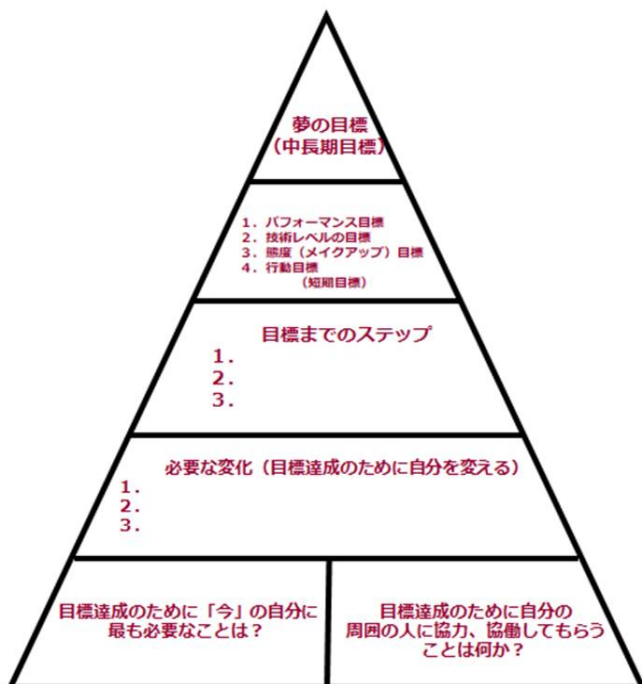 夢の目標
（中長期目標）
1．パフォーマンス目標
2．技術レベルの目標
3．態度（メイクアップ）目標
4．行動目標
（短期目標）
目標までのステップ
1．
2．
3．
必要な変化（目標達成のために自分を変える）
1．
2．
3．
目標達成のために「今」の自分に
最も必要なことは？
目標達成のために自分の
周囲の人に協力、協働してもらう
ことは何か？